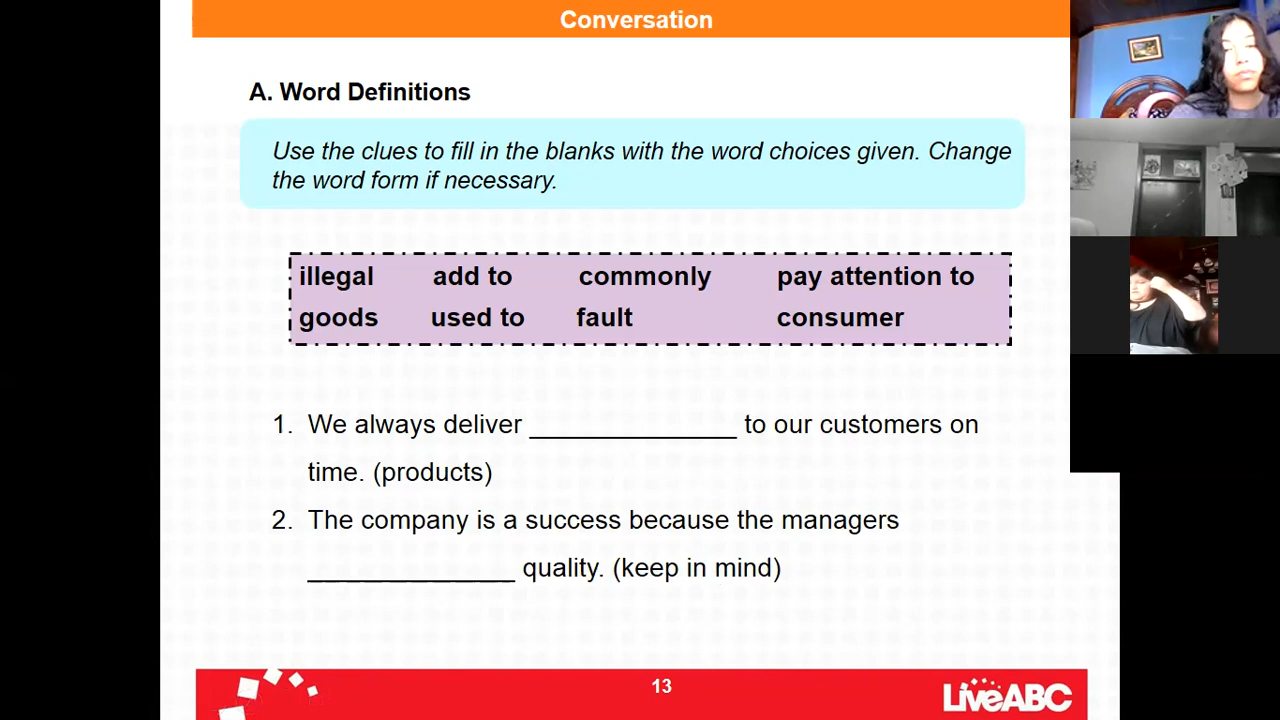 Conversation
A. Word Definitions
Use the clues to fill in the blanks with the word choices given. Change
the word form if necessary.
illegal add to commonly pay attention to
goods used to fault consumer
1. We always deliver ______________ to our customers on
time. (products)
2. The company is a success because the managers
______________ quality. (keep in mind)
13
LiveABC